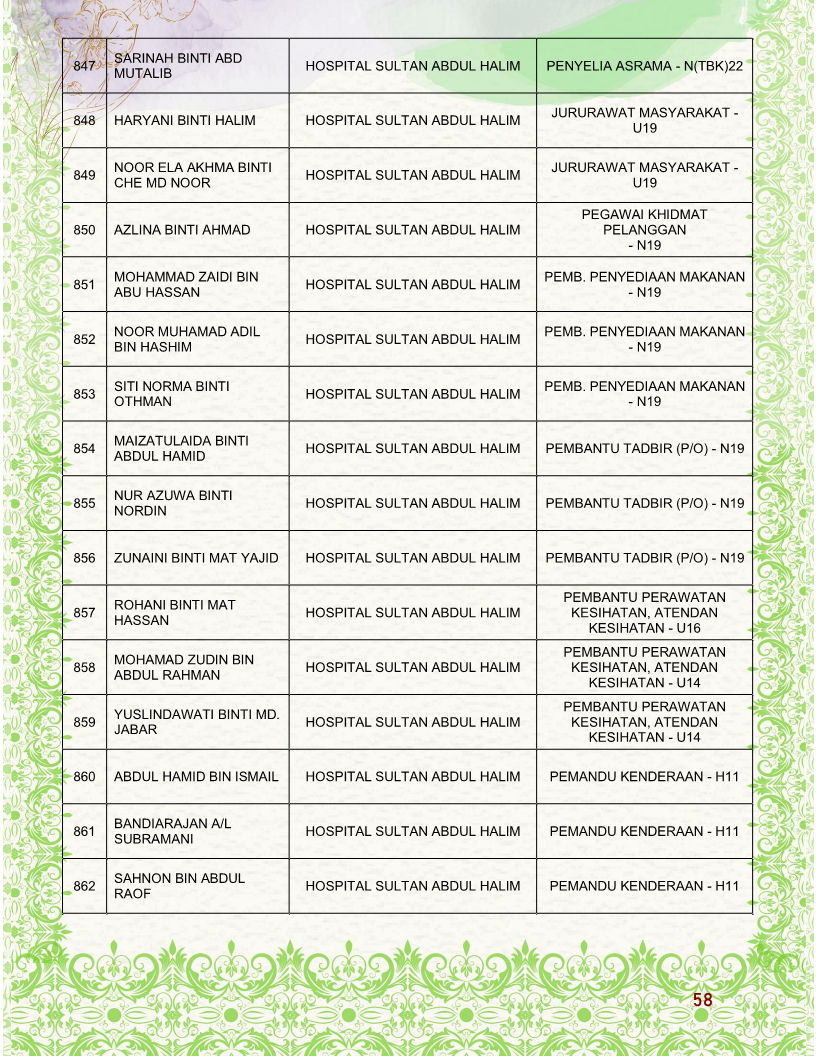 847 SARINAH BINTI ABD MUTALIB HOSPITAL SULTAN ABDUL HALIM PENYELIA ASRAMA - N(TBK)22
848 HARYANI BINTI HALIM HOSPITAL SULTAN ABDUL HALIM JURURAWAT MASYARAKAT - U19
849 NOOR ELA AKHMA BINTI CHE MD NOOR HOSPITAL SULTAN ABDUL HALIM JURURAWAT MASYARAKAT - U19
850 AZLINA BINTI AHMAD HOSPITAL SULTAN ABDUL HALIM PEGAWAI KHIDMAT PELANGGAN - N19
851 MOHAMMAD ZAIDI BIN ABU HASSAN HOSPITAL SULTAN ABDUL HALIM PEMB. PENYEDIAAN MAKANAN - N19
852 NOOR MUHAMAD ADIL BIN HASHIM HOSPITAL SULTAN ABDUL HALIM PEMB. PENYEDIAAN MAKANAN - N19
853 SITI NORMA BINTI OTHMAN HOSPITAL SULTAN ABDUL HALIM PEMB. PENYEDIAAN MAKANAN - N19
854 MAIZATULAIDA BINTI ABDUL HAMID HOSPITAL SULTAN ABDUL HALIM PEMBANTU TADBIR (P/O) - N19
855 NUR AZUWA BINTI NORDIN HOSPITAL SULTAN ABDUL HALIM PEMBANTU TADBIR (P/O) - N19
856 ZUNAINI BINTI MAT YAJID HOSPITAL SULTAN ABDUL HALIM PEMBANTU TADBIR (P/O) - N19
857 ROHANI BINTI MAT HASSAN HOSPITAL SULTAN ABDUL HALIM PEMBANTU PERAWATAN KESIHATAN, ATENDAN KESIHATAN - U16
858 MOHAMAD ZUDIN BIN ABDUL RAHMAN HOSPITAL SULTAN ABDUL HALIM PEMBANTU PERAWATAN KESIHATAN, ATENDAN KESIHATAN - U14
859 YUSLINDAWATI BINTI MD. JABAR HOSPITAL SULTAN ABDUL HALIM PEMBANTU PERAWATAN KESIHATAN, ATENDAN KESIHATAN - U14
860 ABDUL HAMID BIN ISMAIL HOSPITAL SULTAN ABDUL HALIM PEMANDU KENDERAAN - H11
861 BANDIARAJAN A/L SUBRAMANI HOSPITAL SULTAN ABDUL HALIM PEMANDU KENDERAAN - H11
862 SAHNON BIN ABDUL RAOF HOSPITAL SULTAN ABDUL HALIM PEMANDU KENDERAAN - H11
58